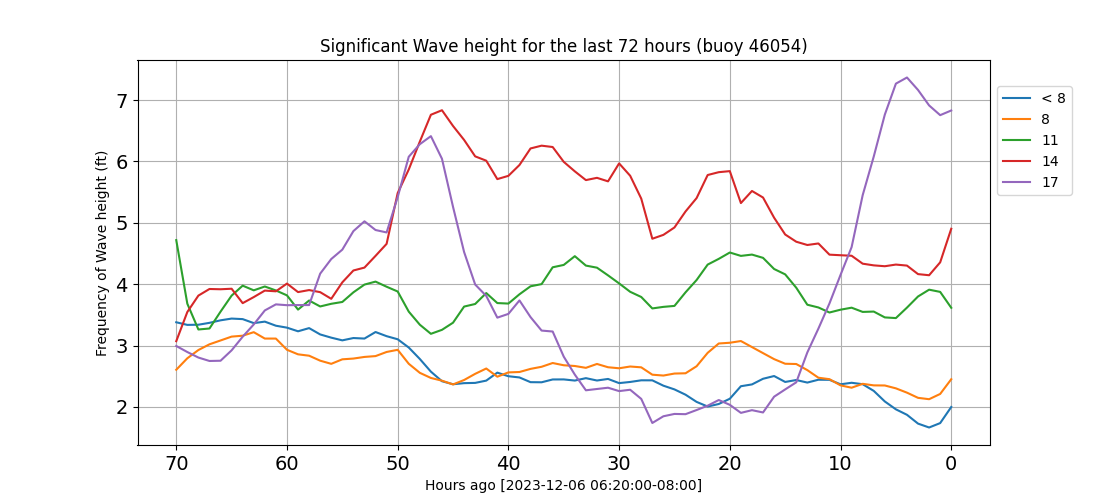 Significant Wave height for the last 72 hours (buoy 46054)
Frequency of Wave height (ft)
7
6
5
4
3
2
70 60 50 40 30 20 10 0
Hours ago [2023-12-06 06:20:00-08:00]
< 8
8
11
14
17